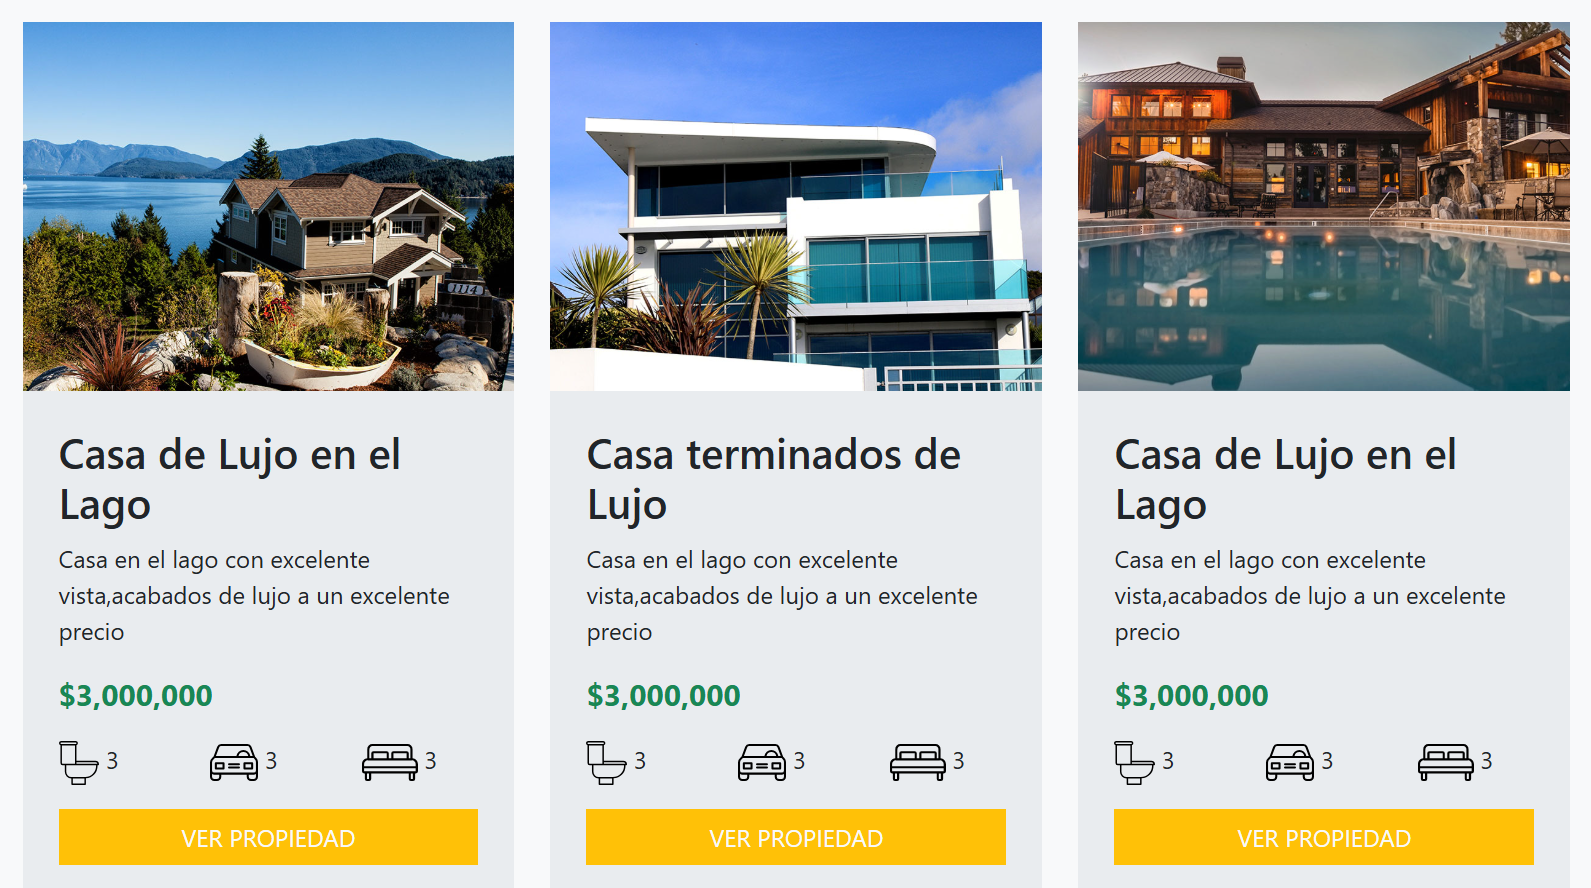 1114
Casa de Lujo en el
Lago
Casa en el lago con excelente
vista,acabados de lujo a un excelente
precio
$3,000,000
3 3 3
VER PROPIEDAD
Casa terminados de
Lujo
Casa en el lago con excelente
vista,acabados de lujo a un excelente
precio
$3,000,000
3 3 3
VER PROPIEDAD
Casa de Lujo en el
Lago
Casa en el lago con excelente
vista,acabados de lujo a un excelente
precio
$3,000,000
3 3 3
VER PROPIEDAD